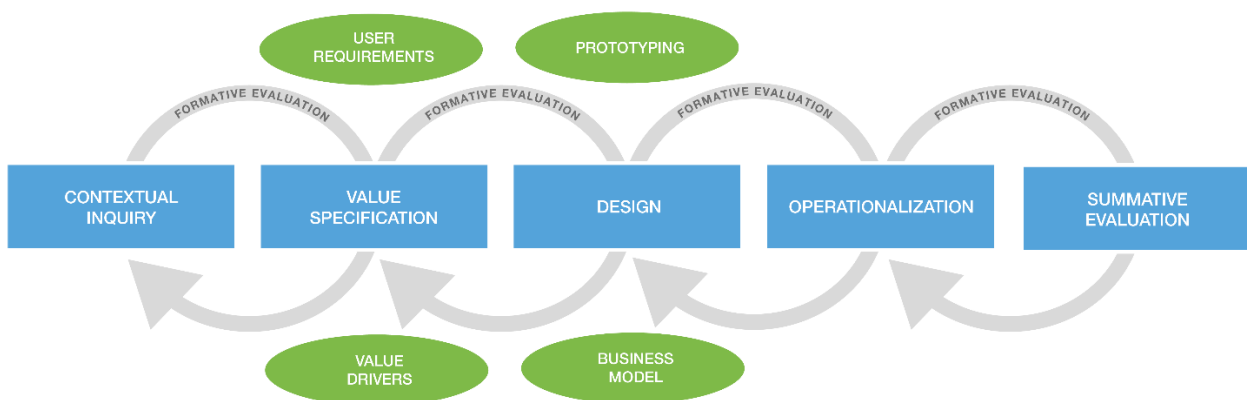 USER
REQUIREMENTS
PROTOTYPING
FORMATIVE EVALUATION
FORMATIVE EVALUATION
FORMATIVE EVALUATION
FORMATIVE EVALUATION
CONTEXTUAL
INQUIRY
VALUE
SPECIFICATION
DESIGN
OPERATIONALIZATION
SUMMATIVE
EVALUATION
VALUE
DRIVERS
BUSINESS
MODEL